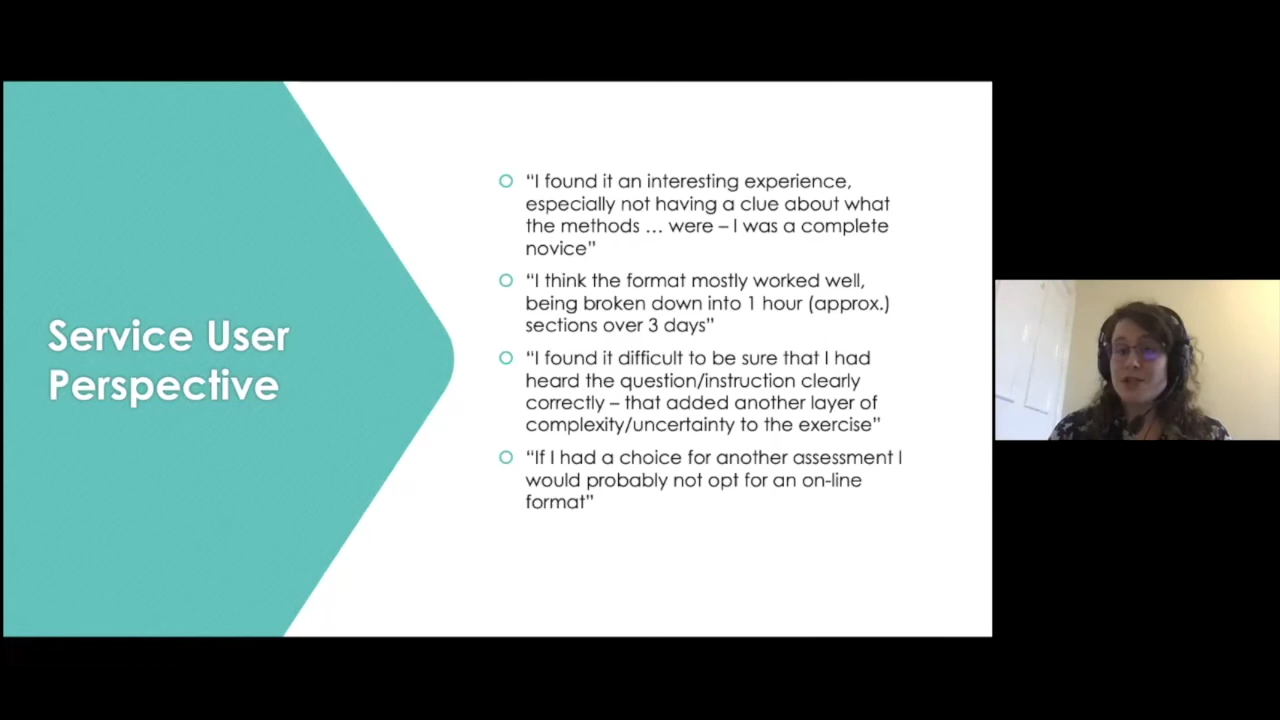 Service User
Perspective
“I found it an interesting experience,
especially not having a clue about what
the methods … were – I was a complete
novice”
“I think the format mostly worked well,
being broken down into 1 hour (approx.)
sections over 3 days”
“I found it difficult to be sure that I had
heard the question/instruction clearly
correctly – that added another layer of
complexity/uncertainty to the exercise”
“If I had a choice for another assessment I
would probably not opt for an on-line
format”